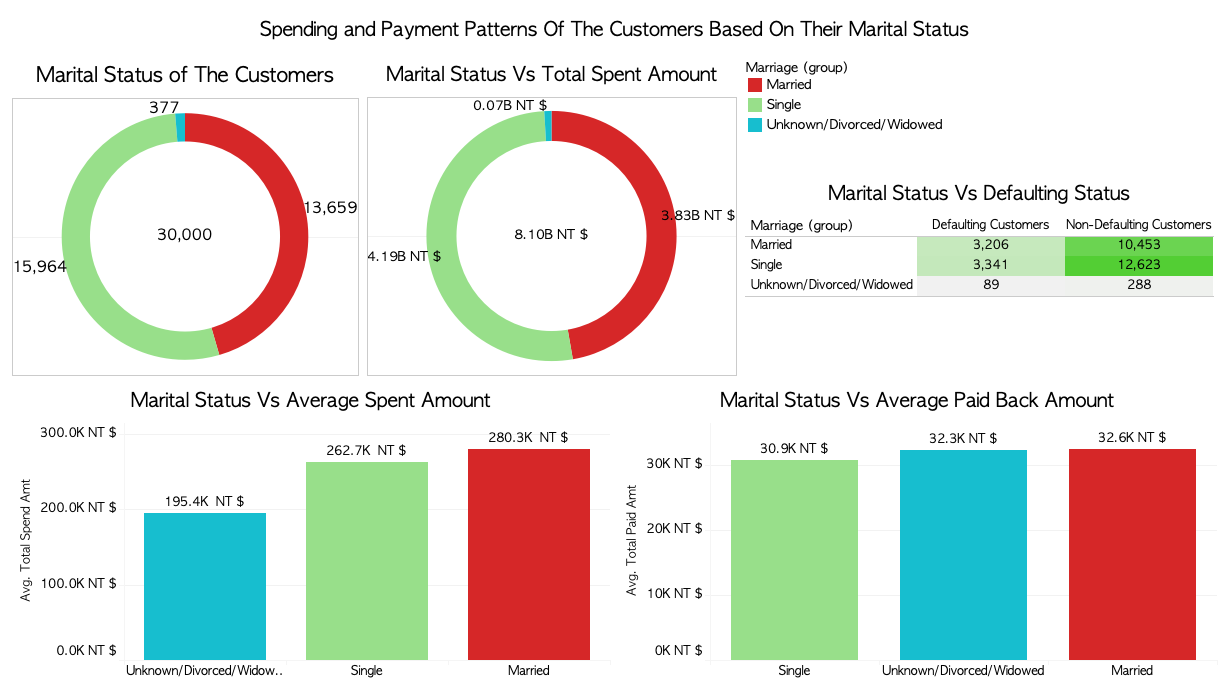 Spending and Payment Patterns Of The Customers Based On Their Marital Status
Marital Status of The Customers
377
13,659
30,000
15,964
Marital Status Vs Total Spent Amount
0.07B NT $
3.83B NT $
8.10B NT $
4.19B NT $
Marriage (group)
Married
Single
Unknown/Divorced/Widowed
Marital Status Vs Defaulting Status
Marriage (group) Defaulting Customers Non-Defaulting Customers
Married 3,206 10,453
Single 3,341 12,623
Unknown/Divorced/Widowed 89 288
Marital Status Vs Average Spent Amount
Avg. Total Spend Amt
300.0K NT $
200.0K NT $
100.0K NT $
0.0K NT $
195.4K NT $
262.7K NT $
280.3K NT $
Unknown/Divorced/Widow.. Single Married
Marital Status Vs Average Paid Back Amount
Avg. Total Paid Amt
30K NT $
20K NT $
10K NT $
0K NT $
30.9K NT $
32.3K NT $
32.6K NT $
Single Unknown/Divorced/Widowed Married